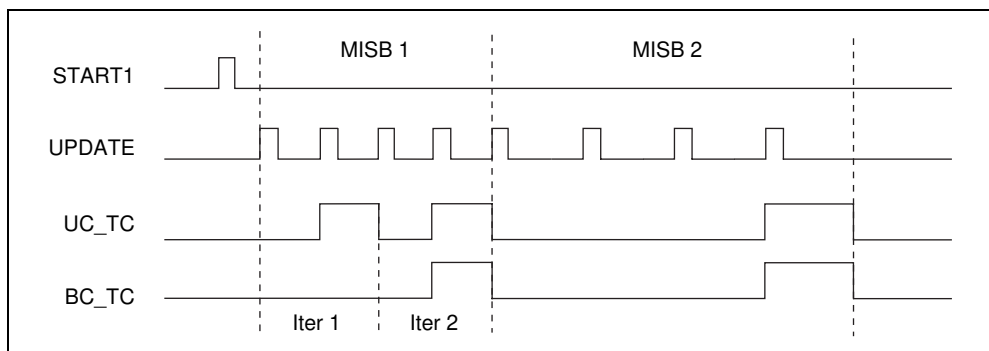 MISB 1 MISB 2
START1
UPDATE
UC_TC
BC_TC
Iter 1 Iter 2